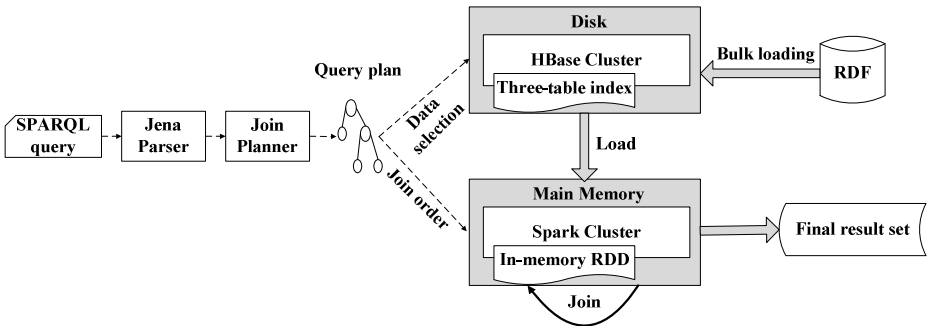 SPARQL
query
Jena
Parser
Join
Planner
Query plan
Data
selection
Join order
Disk
HBase Cluster
Three-table index
Bulk loading
RDF
Load
Main Memory
Spark Cluster
In-memory RDD
Join
Final result set